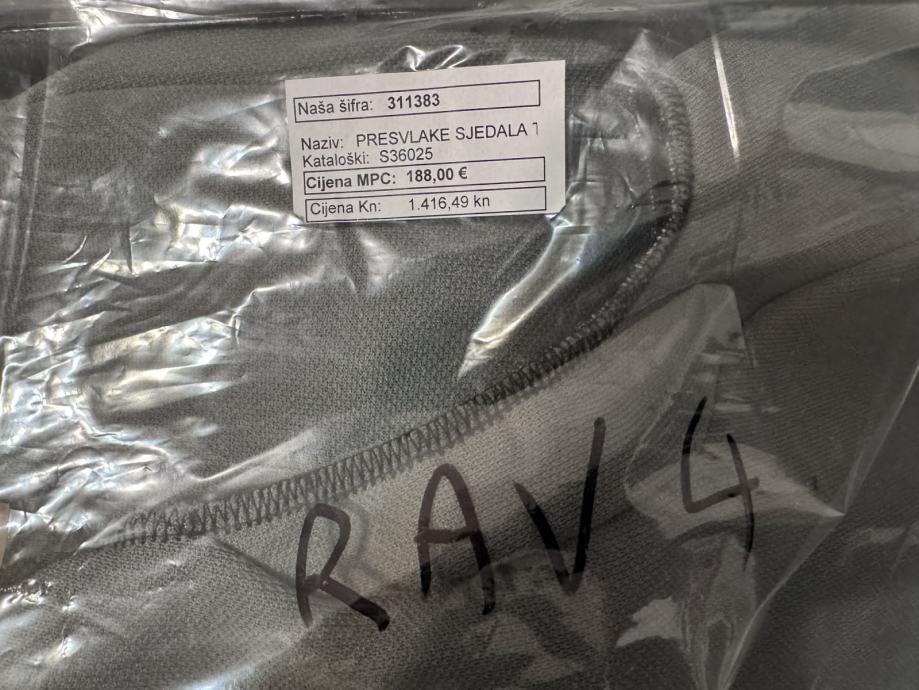 Naša šifra: 311383
Naziv: PRESVLAKE SJEDALA
Kataloški: S36025
Cijena MPC: 188,00 €
Cijena Kn: 1.416,49 kn
RAV4